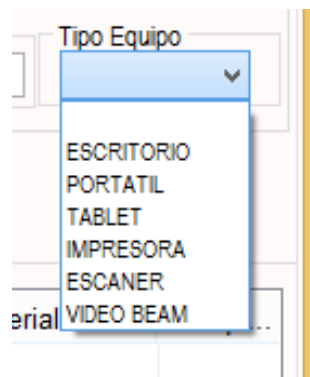 Tipo Equipo
ESCRITORIO
PORTATIL
TABLET
IMPRESORA
ESCANER
VIDEO BEAM
erial
...